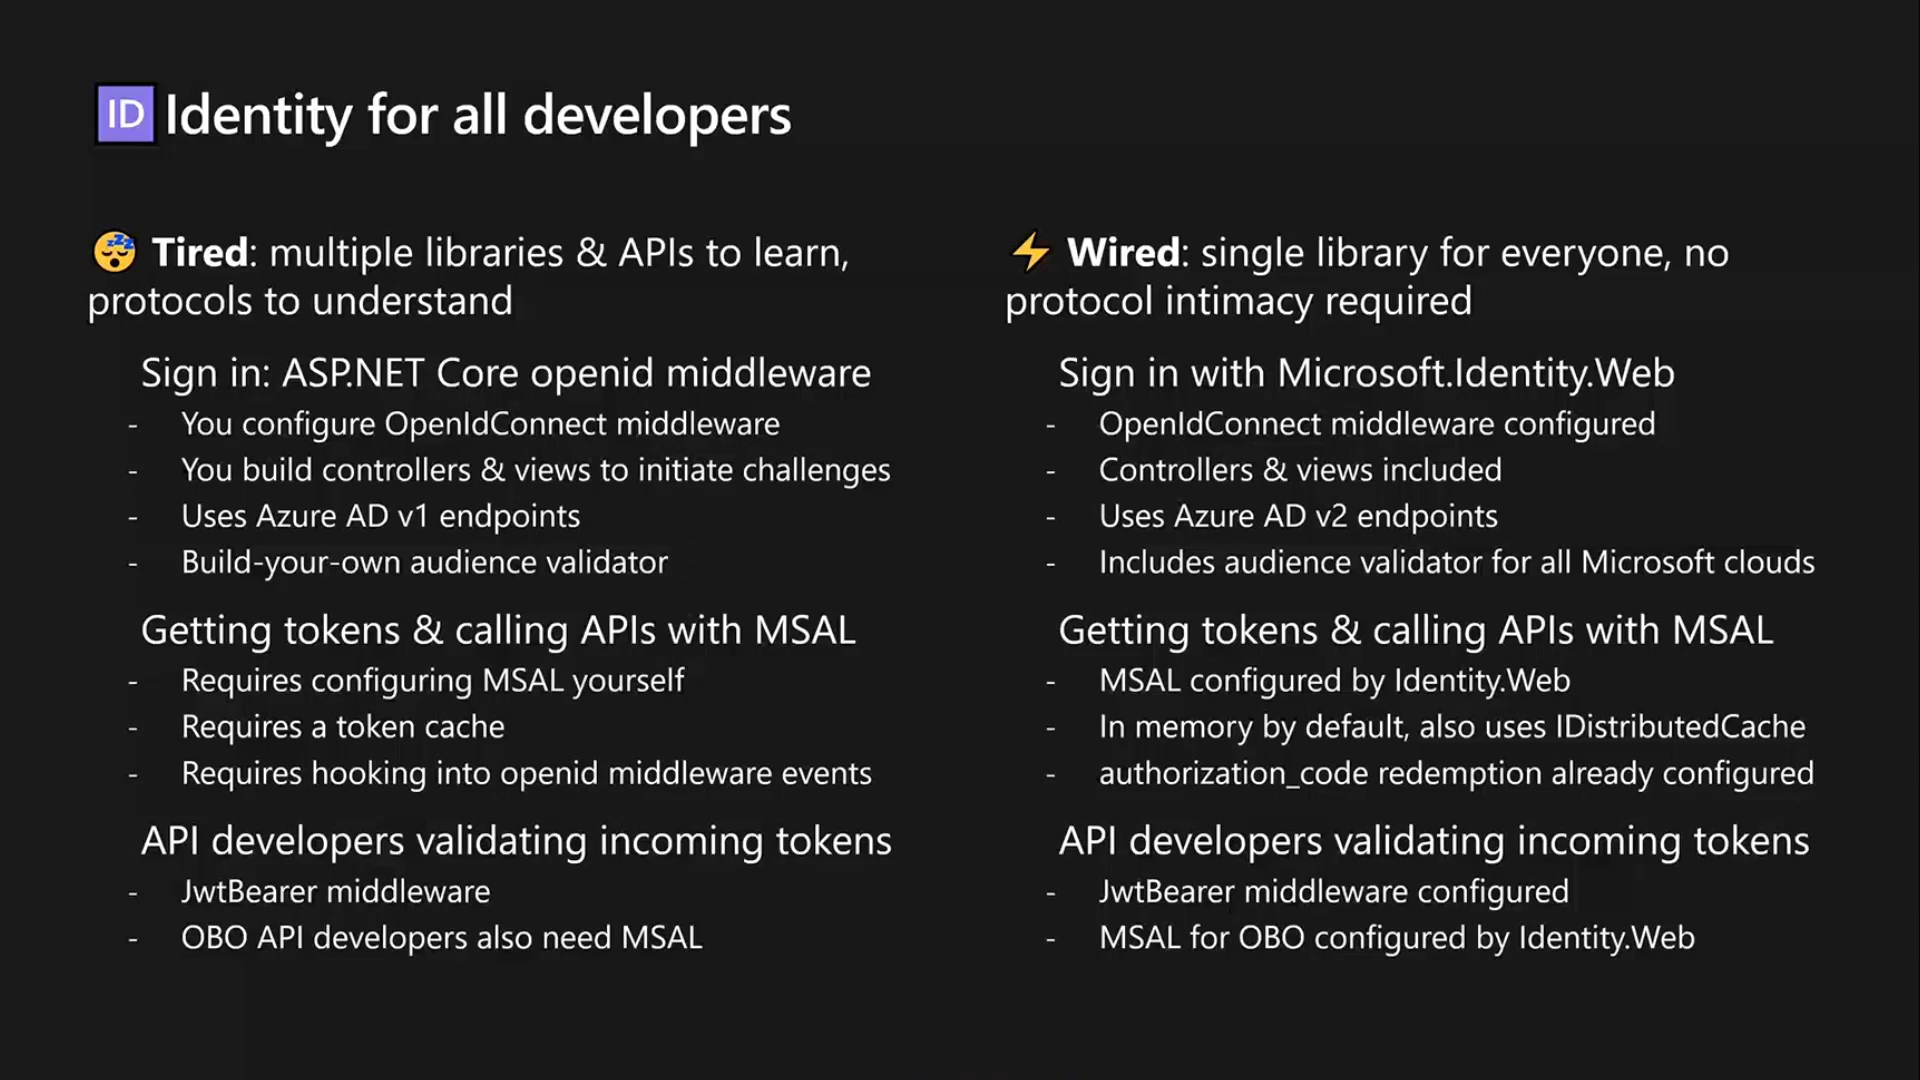 ID Identity for all developers
Tired: multiple libraries & APIs to learn,
protocols to understand
Sign in: ASP.NET Core openid middleware
- You configure OpenIdConnect middleware
- You build controllers & views to initiate challenges
- Uses Azure AD v1 endpoints
- Build-your-own audience validator
Getting tokens & calling APIs with MSAL
- Requires configuring MSAL yourself
- Requires a token cache
- Requires hooking into openid middleware events
API developers validating incoming tokens
- JwtBearer middleware
- OBO API developers also need MSAL
Wired: single library for everyone, no
protocol intimacy required
Sign in with Microsoft.Identity.Web
- OpenIdConnect middleware configured
- Controllers & views included
- Uses Azure AD v2 endpoints
- Includes audience validator for all Microsoft clouds
Getting tokens & calling APIs with MSAL
- MSAL configured by Identity.Web
- In memory by default, also uses IDistributedCache
- authorization_code redemption already configured
API developers validating incoming tokens
- JwtBearer middleware configured
- MSAL for OBO configured by Identity.Web